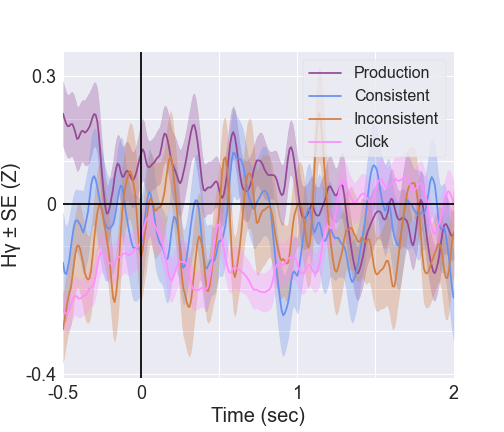 Production
Consistent
Inconsistent
Click
0.3
0
-0.4
Hγ ± SE (Z)
-0.5
0
1
2
Time (sec)